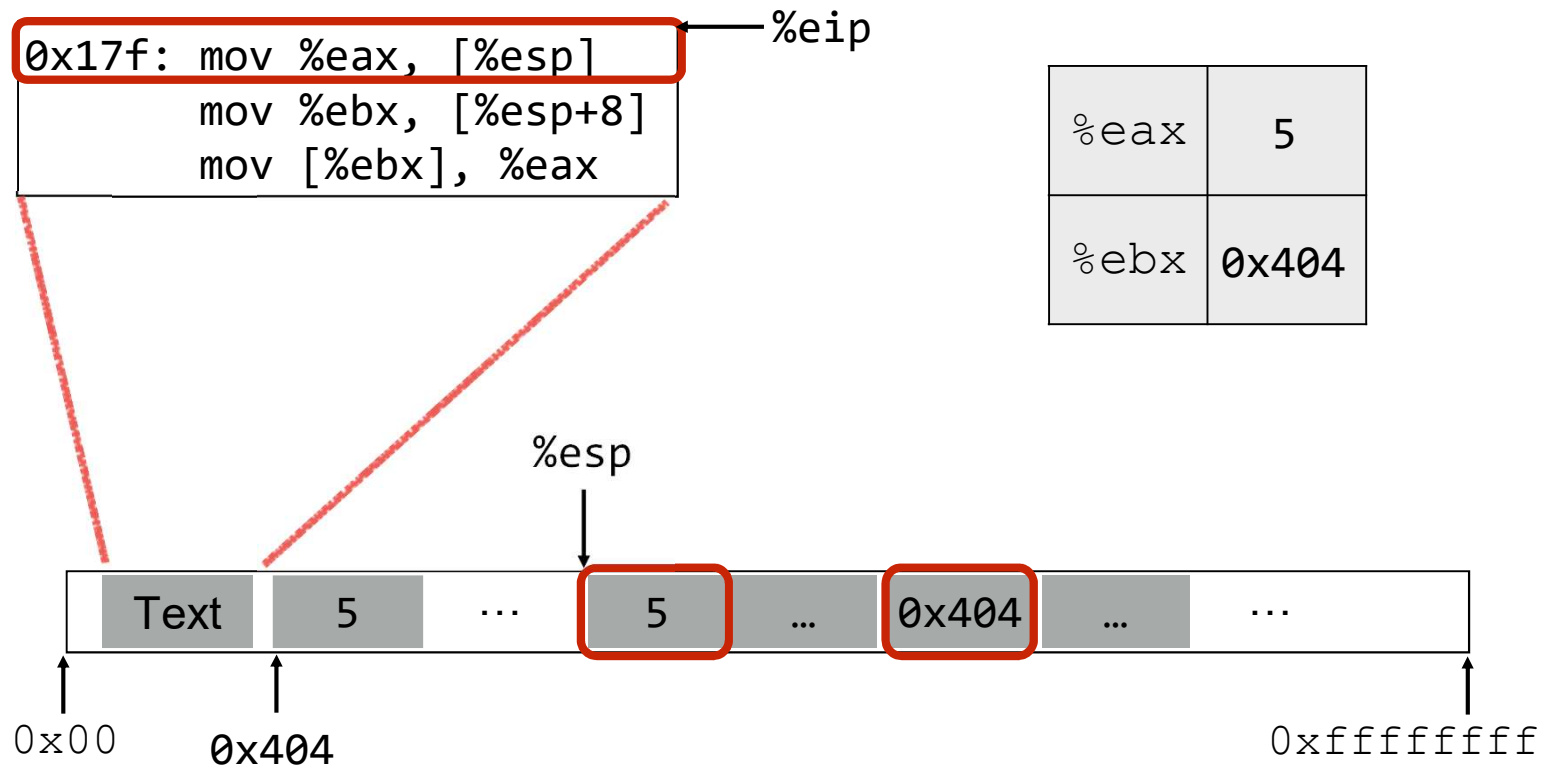 %eip
0x17f: mov %eax, [%esp]
mov %ebx, [%esp+8]
mov [%ebx], %eax
%eax 5
%ebx 0x404
%esp
Text 5 ... 5 … 0x404 … ...
0x00 0x404 0xffffffff